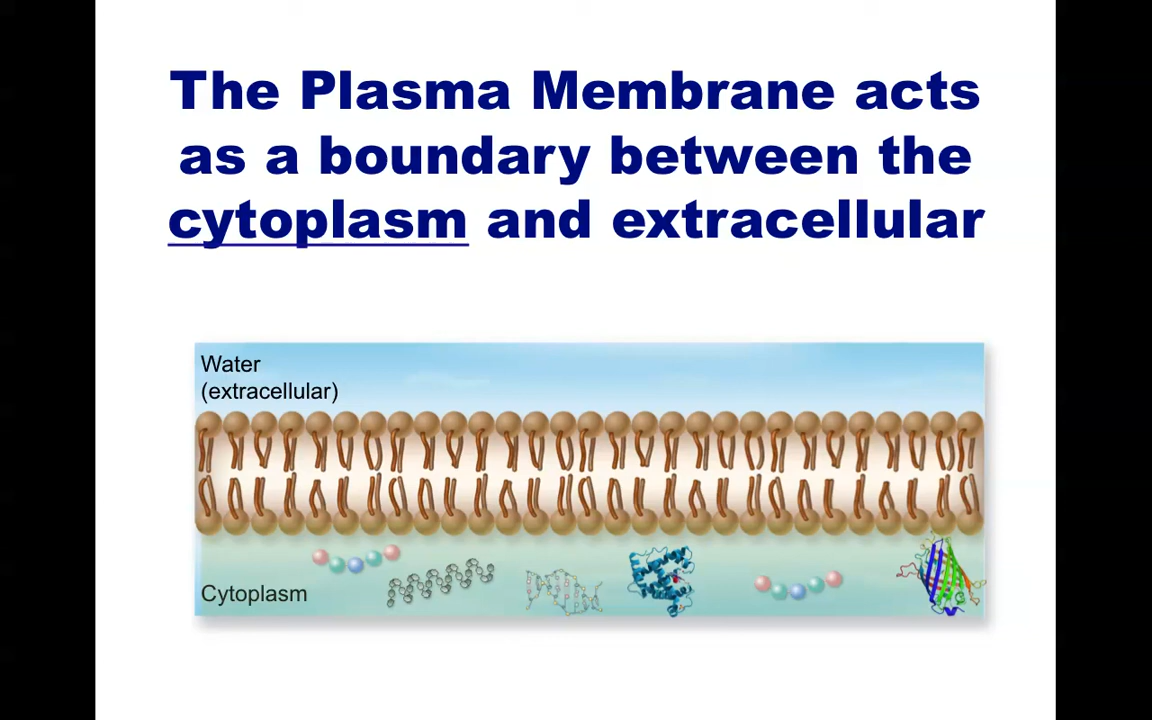 The Plasma Membrane acts
as a boundary between the
cytoplasm and extracellular
Water
(extracellular)
Cytoplasm